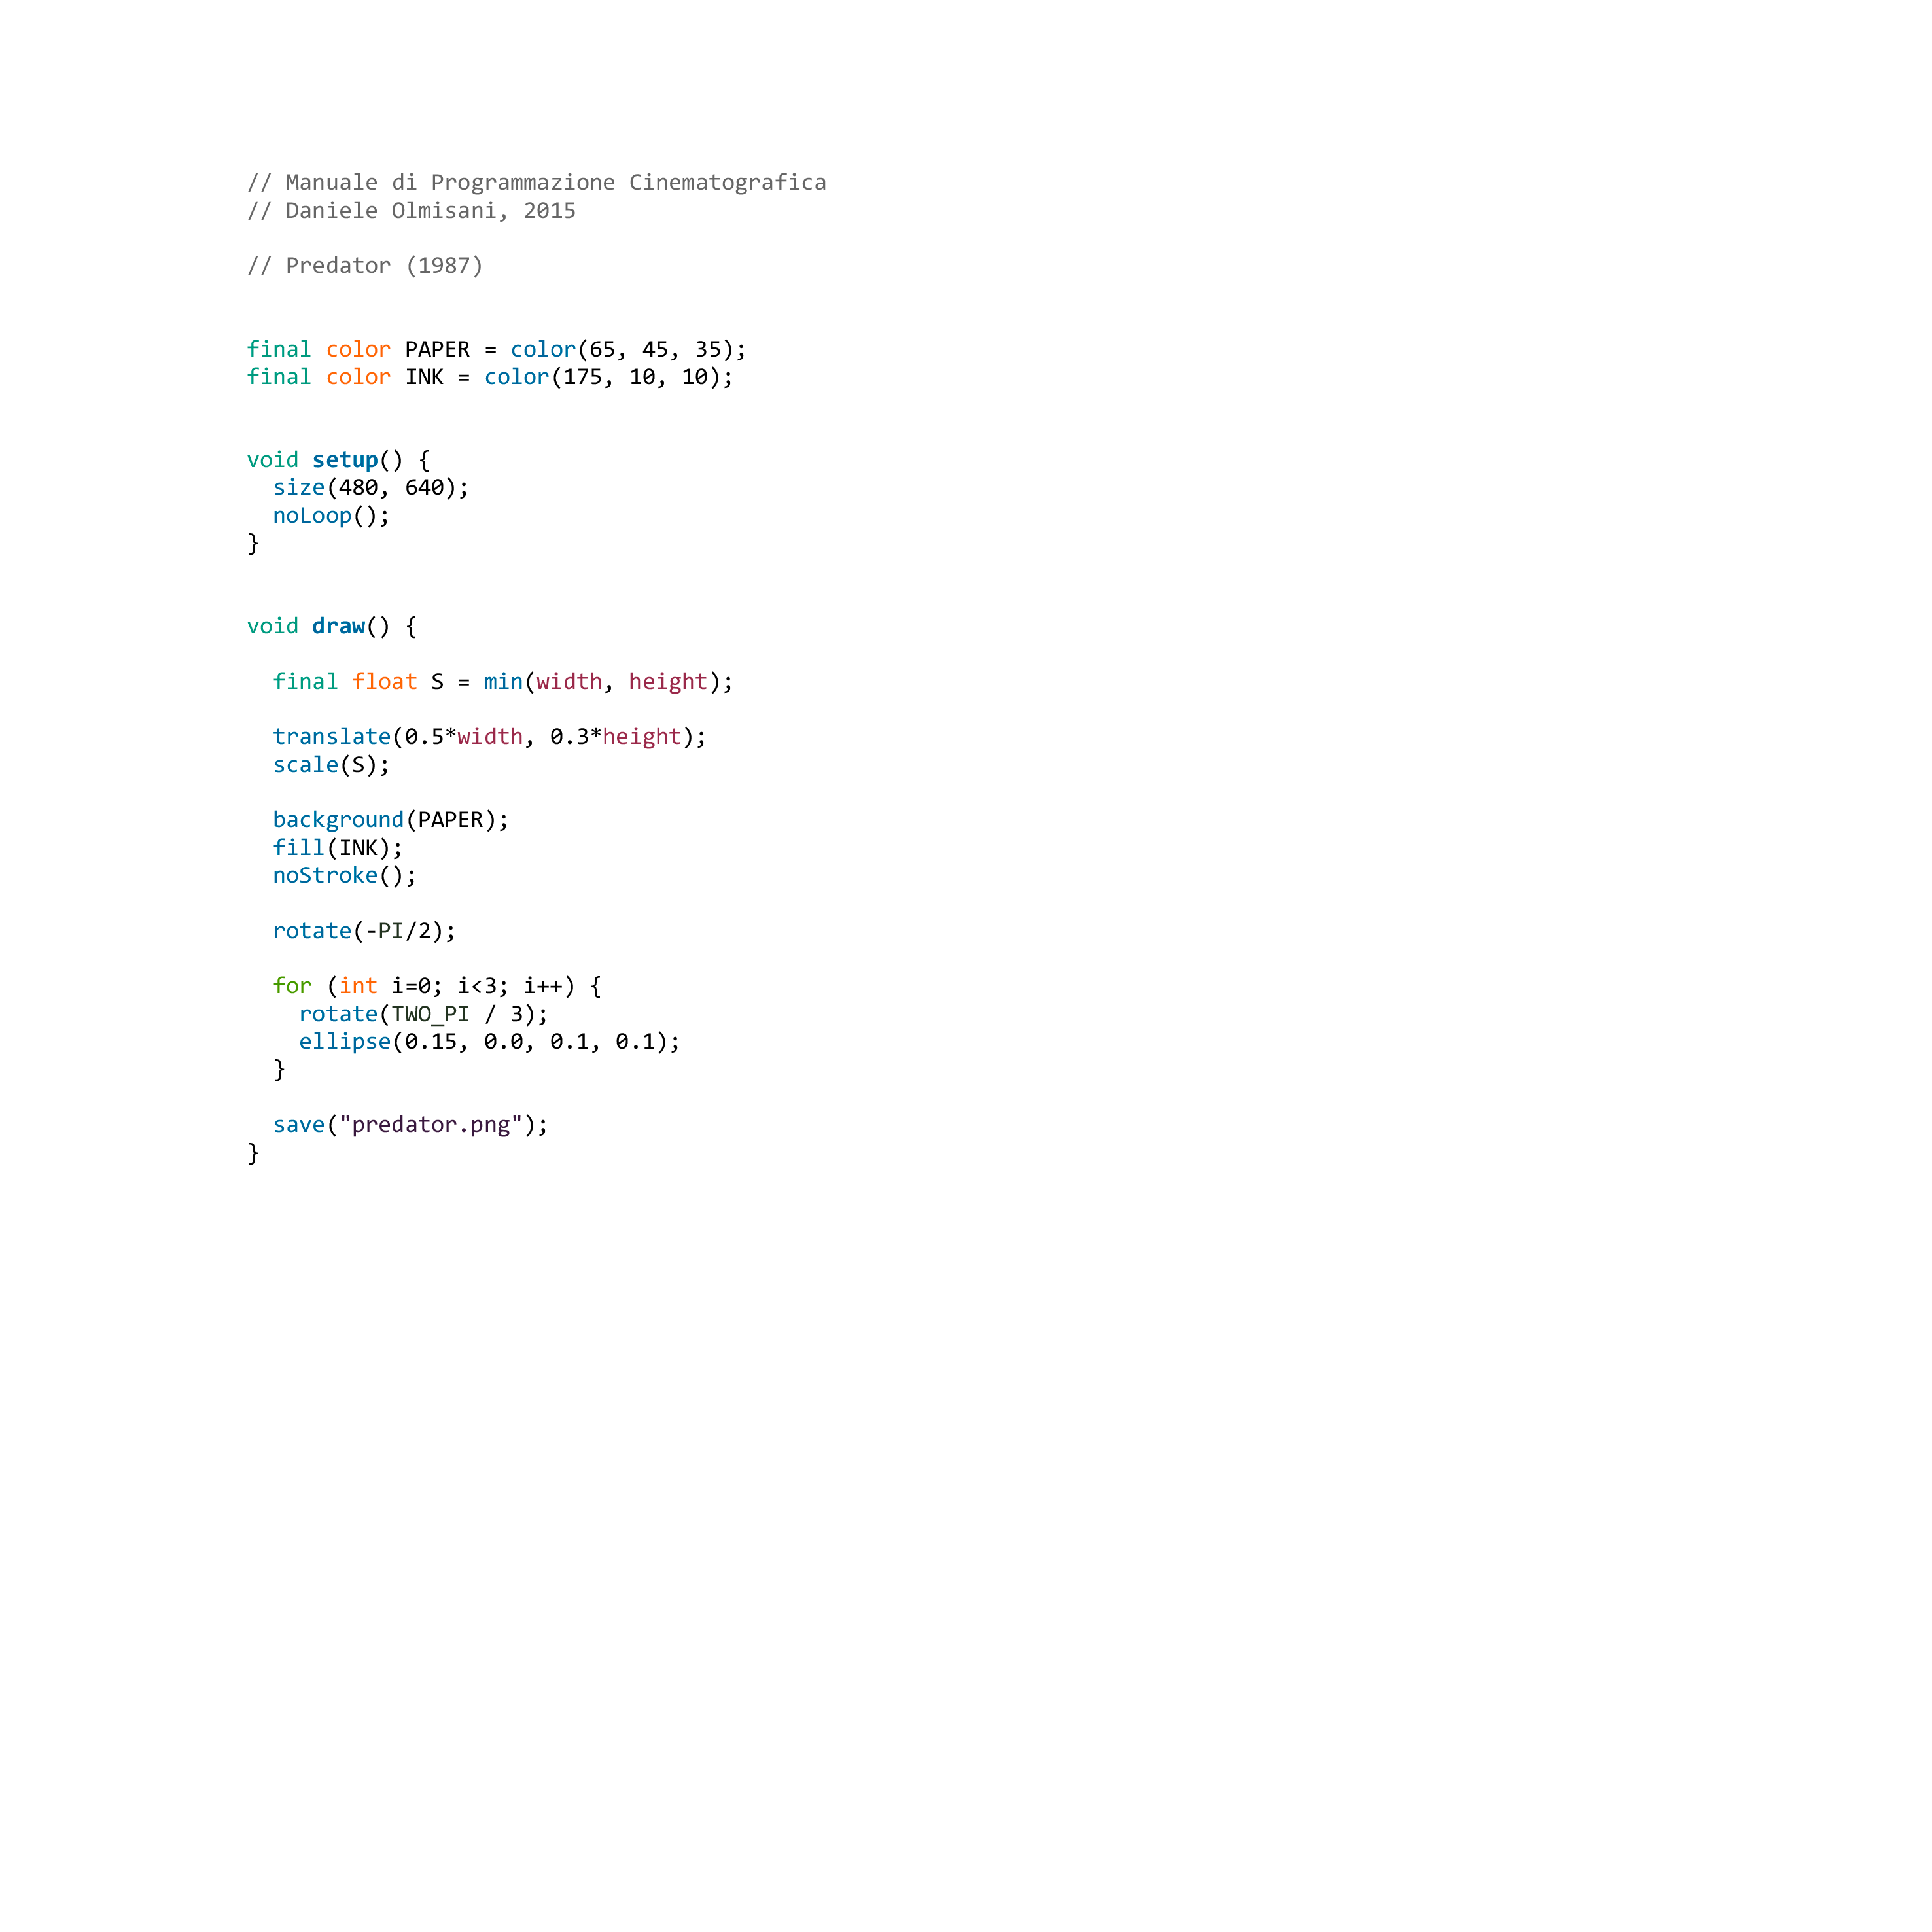 // Manuale di Programmazione Cinematografica
// Daniele Olmisani, 2015

// Predator (1987)


final color PAPER = color(65, 45, 35);
final color INK = color(175, 10, 10);


void setup() {
  size(480, 640);
  noLoop();
}


void draw() {

  final float S = min(width, height);

  translate(0.5*width, 0.3*height);
  scale(S);

  background(PAPER);
  fill(INK);
  noStroke();

  rotate(-PI/2);

  for (int i=0; i<3; i++) {
    rotate(TWO_PI / 3);
    ellipse(0.15, 0.0, 0.1, 0.1);
  }

  save("predator.png");
}